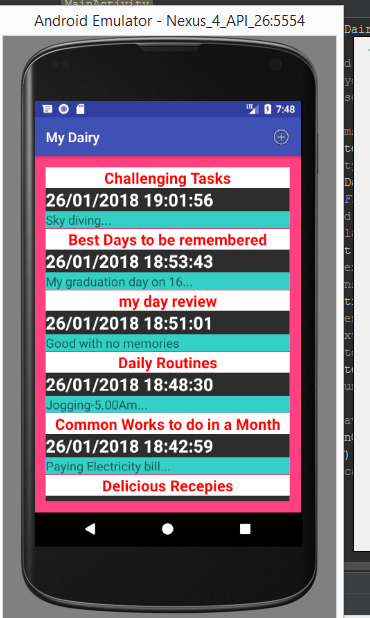 MainActivity
Android Emulator - Nexus_4_API_26:5554
7:48
My Dairy
Challenging Tasks
26/01/2018 19:01:56
Sky diving...
Best Days to be remembered
26/01/2018 18:53:43
My graduation day on 16...
my day review
26/01/2018 18:51:01
Good with no memories
Daily Routines
26/01/2018 18:48:30
Jogging-5.00Am...
Common Works to do in a Month
26/01/2018 18:42:59
Paying Electricity bill...
Delicious Recepies